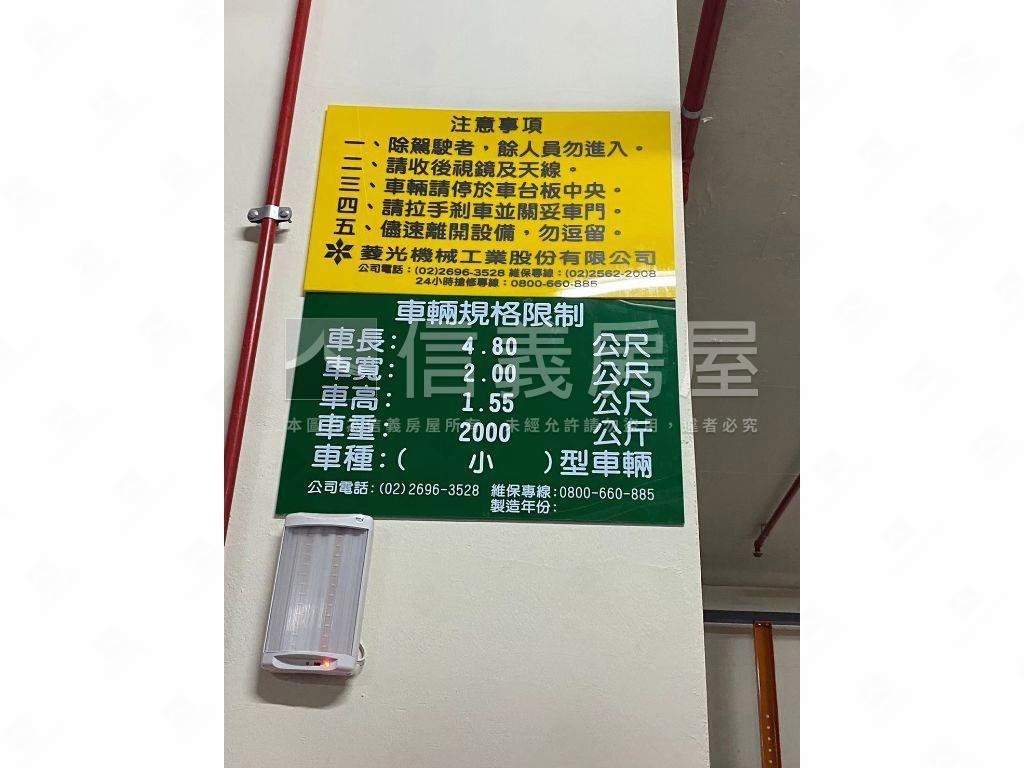 注意事項
一、除駕駛者，餘人員勿進入。
二、請收後視鏡及天線。
三、車輛請停於車台板中央。
四、請拉手剎車並關妥車門。
五、儘速離開設備，勿逗留。
菱光機械工業股份有限公司
公司電話：(02)2696-3528 維保專線：(02)2562-2008
24小時搶修專線：0800-660-885
車輛規格限制
車長: 4.80 公尺
車寬: 2.00 公尺
信義房屋
車高: 1.55 公尺
本圖 信義房屋所有 未經允許請勿 用，違者必究
車重: 2000 公斤
車種:( 小 )型車輛
公司電話:(02)2696-3528 維保專線:0800-660-885
製造年份: